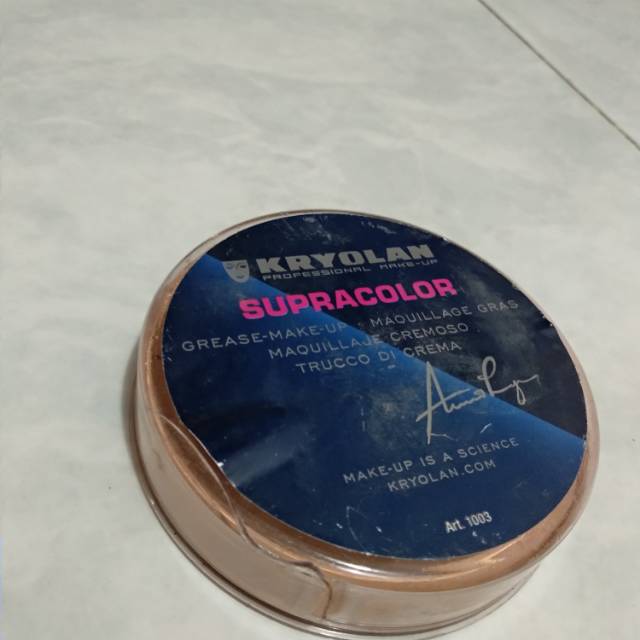 KRYOLAN
PROFESSIONAL MAKE-UP
SUPRACOLOR
GREASE-MAKE-UP · MAQUILLAGE GRAS
MAQUILLAJE CREMOSO
TRUCCO DI CREMA
MAKE-UP IS A SCIENCE
KRYOLAN.COM
Art. 1003